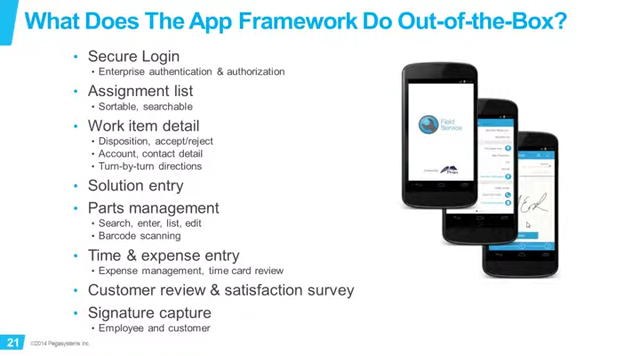 What Does The App Framework Do Out-of-the-Box?
• Secure Login
• Enterprise authentication & authorization
• Assignment list
• Sortable, searchable
• Work item detail
• Disposition, accept/reject
• Account, contact detail
• Turn-by-turn directions
• Solution entry
• Parts management
• Search, enter, list, edit
• Barcode scanning
• Time & expense entry
• Expense management, time card review
• Customer review & satisfaction survey
• Signature capture
• Employee and customer
Field
Service
21
©2014 Pegasystems Inc.